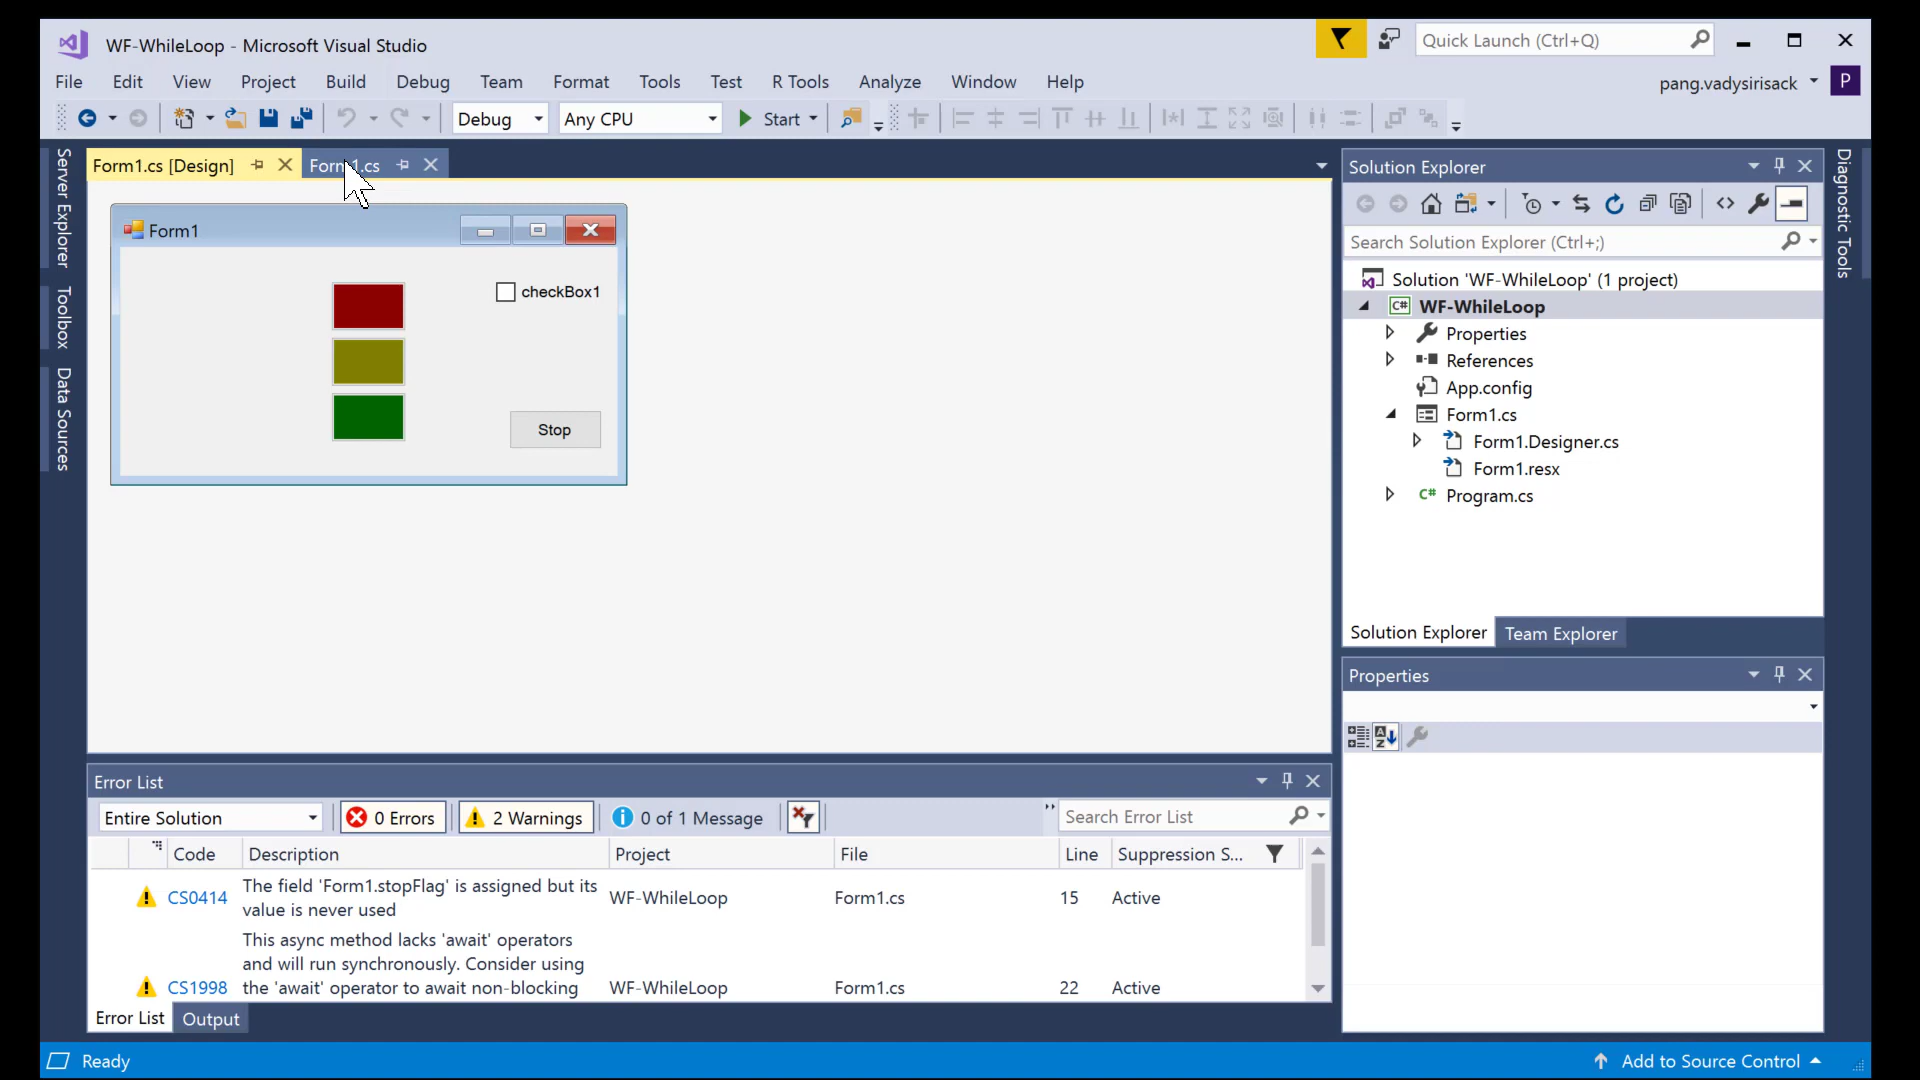 WF-WhileLoop - Microsoft Visual Studio
Quick Launch (Ctrl+Q)
File Edit View Project Build Debug Team Format Tools Test R Tools Analyze Window Help
pang.vadysirisack P
Debug Any CPU Start
Server Explorer
Toolbox
Data Sources
Form1.cs [Design] Form1.cs
Form1
checkBox1
Stop
Solution Explorer
Search Solution Explorer (Ctrl+;)
Solution 'WF-WhileLoop' (1 project)
C# WF-WhileLoop
Properties
References
App.config
Form1.cs
Form1.Designer.cs
Form1.resx
C# Program.cs
Solution Explorer Team Explorer
Diagnostic Tools
Properties
Error List
Entire Solution 0 Errors 2 Warnings 0 of 1 Message Search Error List
Code Description Project File Line Suppression S...
CS0414 The field 'Form1.stopFlag' is assigned but its value is never used WF-WhileLoop Form1.cs 15 Active
This async method lacks 'await' operators
and will run synchronously. Consider using
CS1998 the 'await' operator to await non-blocking WF-WhileLoop Form1.cs 22 Active
Error List Output
Ready
Add to Source Control